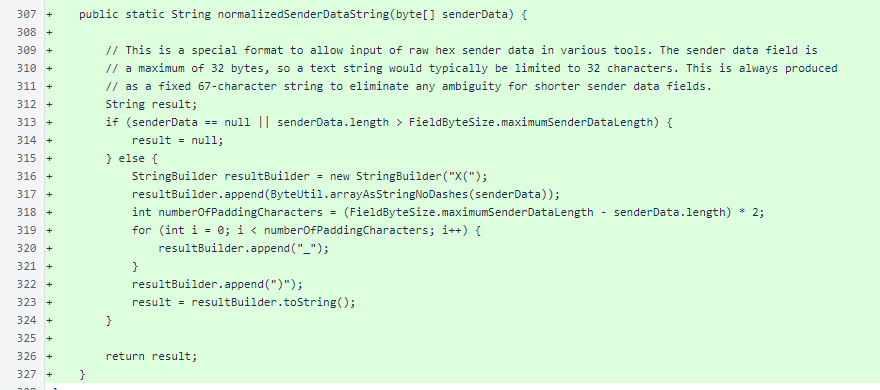 307 +    public static String normalizedSenderDataString(byte[] senderData) {
308 +
309 +        // This is a special format to allow input of raw hex sender data in various tools. The sender data field is
310 +        // a maximum of 32 bytes, so a text string would typically be limited to 32 characters. This is always produced
311 +        // as a fixed 67-character string to eliminate any ambiguity for shorter sender data fields.
312 +        String result;
313 +        if (senderData == null || senderData.length > FieldByteSize.maximumSenderDataLength) {
314 +            result = null;
315 +        } else {
316 +            StringBuilder resultBuilder = new StringBuilder("X(");
317 +            resultBuilder.append(ByteUtil.arrayAsStringNoDashes(senderData));
318 +            int numberOfPaddingCharacters = (FieldByteSize.maximumSenderDataLength - senderData.length) * 2;
319 +            for (int i = 0; i < numberOfPaddingCharacters; i++) {
320 +                resultBuilder.append("_");
321 +            }
322 +            resultBuilder.append(")");
323 +            result = resultBuilder.toString();
324 +        }
325 +
326 +        return result;
327 +    }